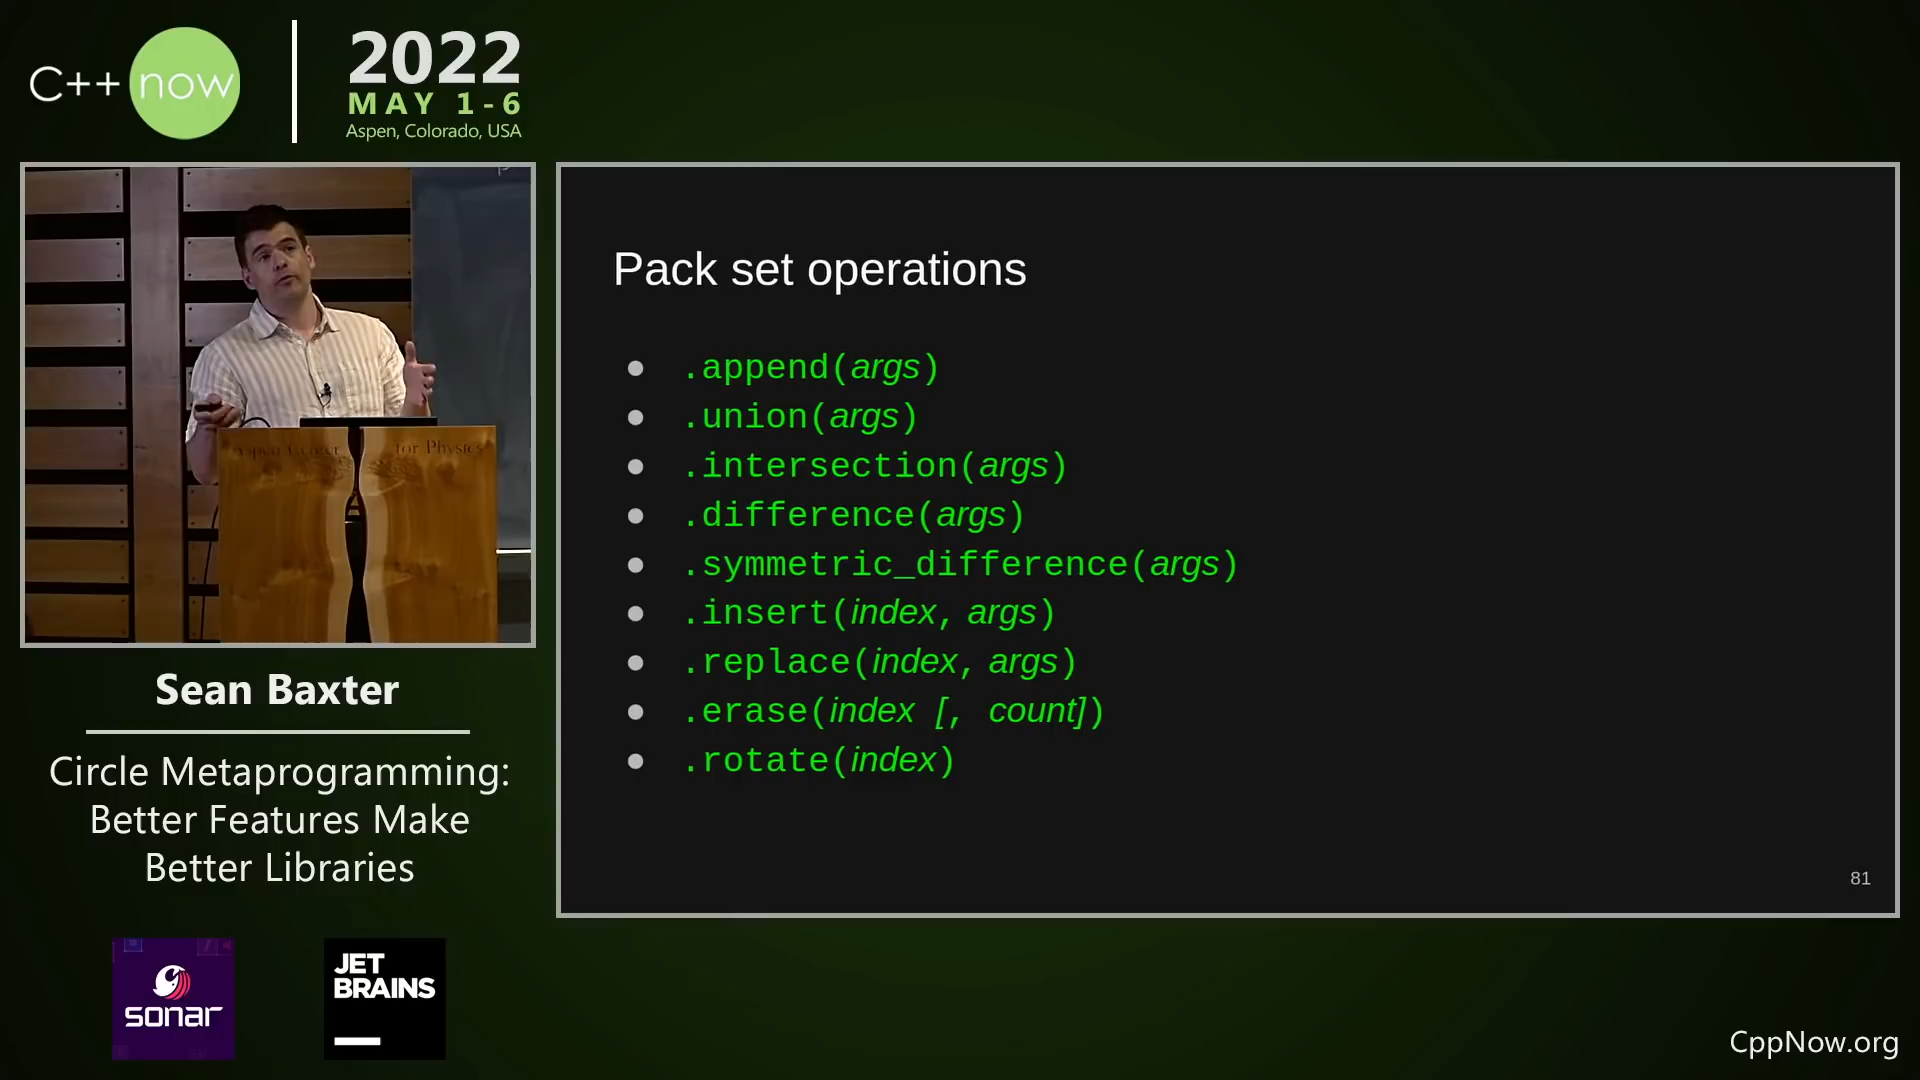 C++ now
2022
MAY 1-6
Aspen, Colorado, USA
for Physics
Sean Baxter
Circle Metaprogramming:
Better Features Make
Better Libraries
sonar
JET
BRAINS
Pack set operations
● .append(args)
● .union(args)
● .intersection(args)
● .difference(args)
● .symmetric_difference(args)
● .insert(index, args)
● .replace(index, args)
● .erase(index [, count])
● .rotate(index)
81
CppNow.org